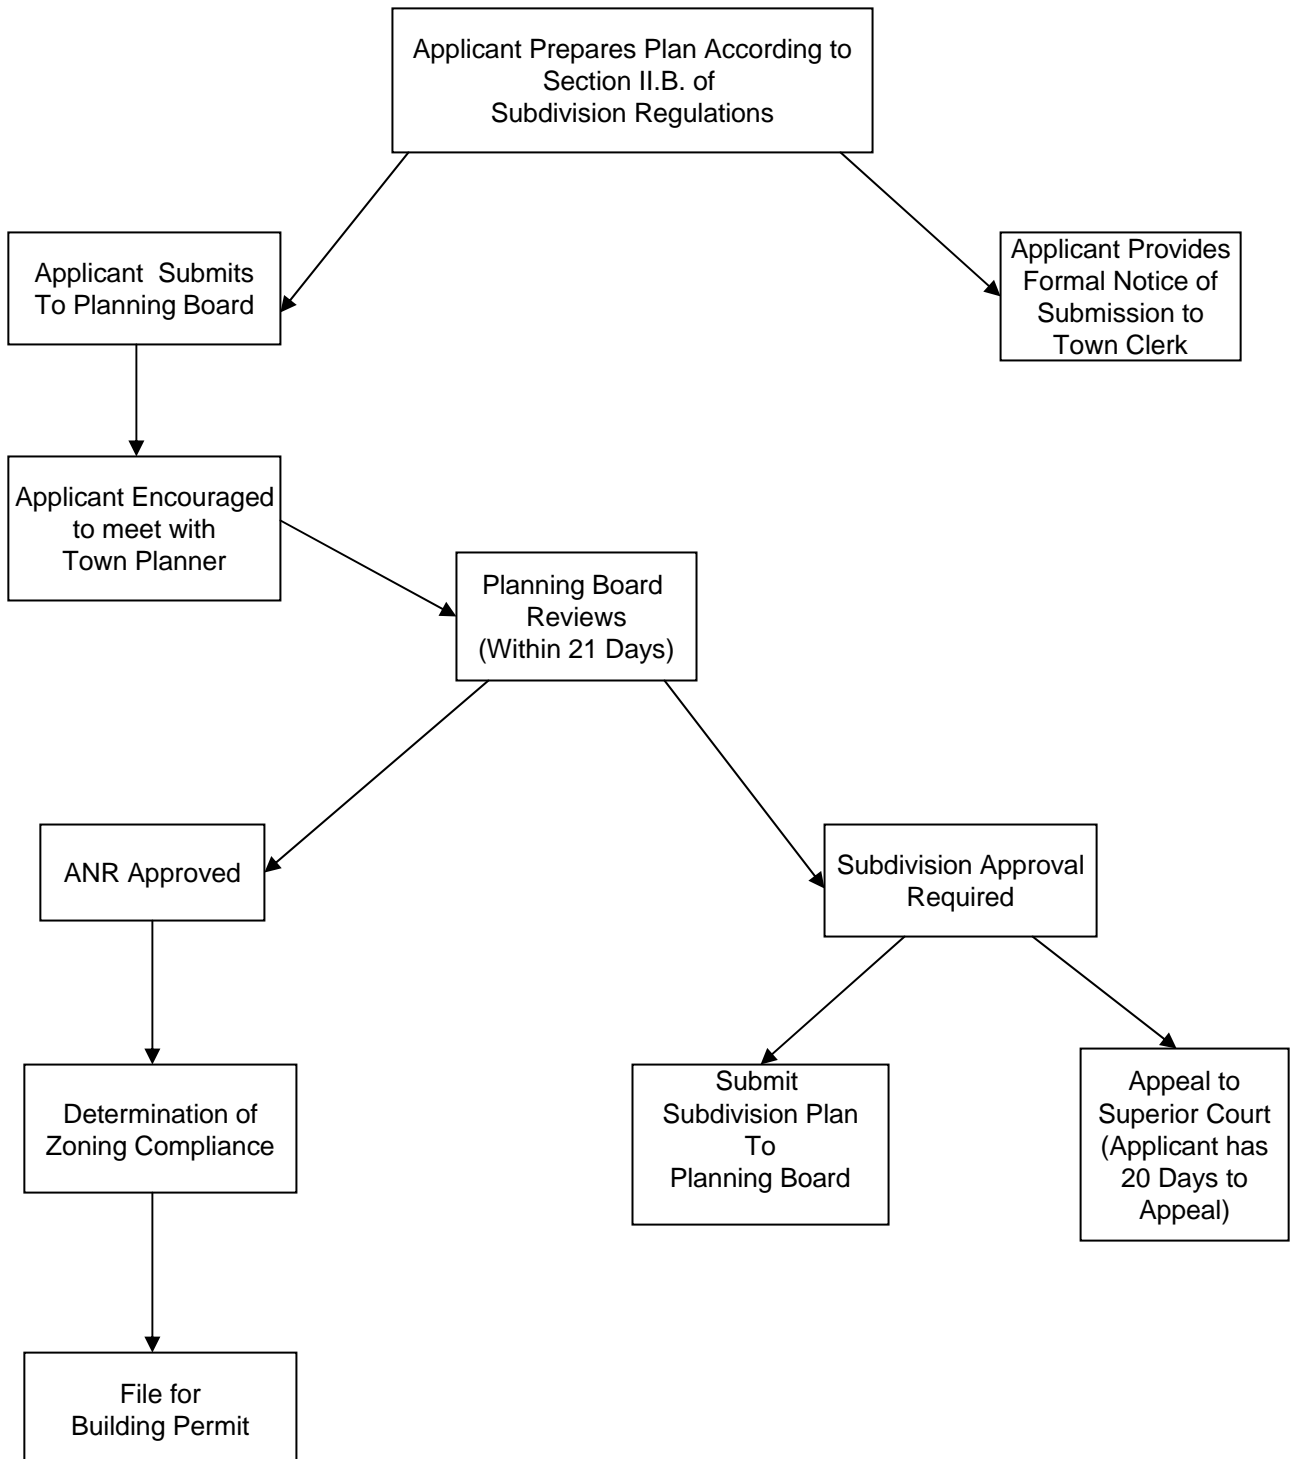 Applicant Prepares Plan According to
Section II.B. of
Subdivision Regulations
Applicant Submits
To Planning Board
Applicant Provides
Formal Notice of
Submission to
Town Clerk
Applicant Encouraged
to meet with
Town Planner
Planning Board
Reviews
(Within 21 Days)
ANR Approved
Subdivision Approval
Required
Determination of
Zoning Compliance
Submit
Subdivision Plan
To
Planning Board
Appeal to
Superior Court
(Applicant has
20 Days to
Appeal)
File for
Building Permit